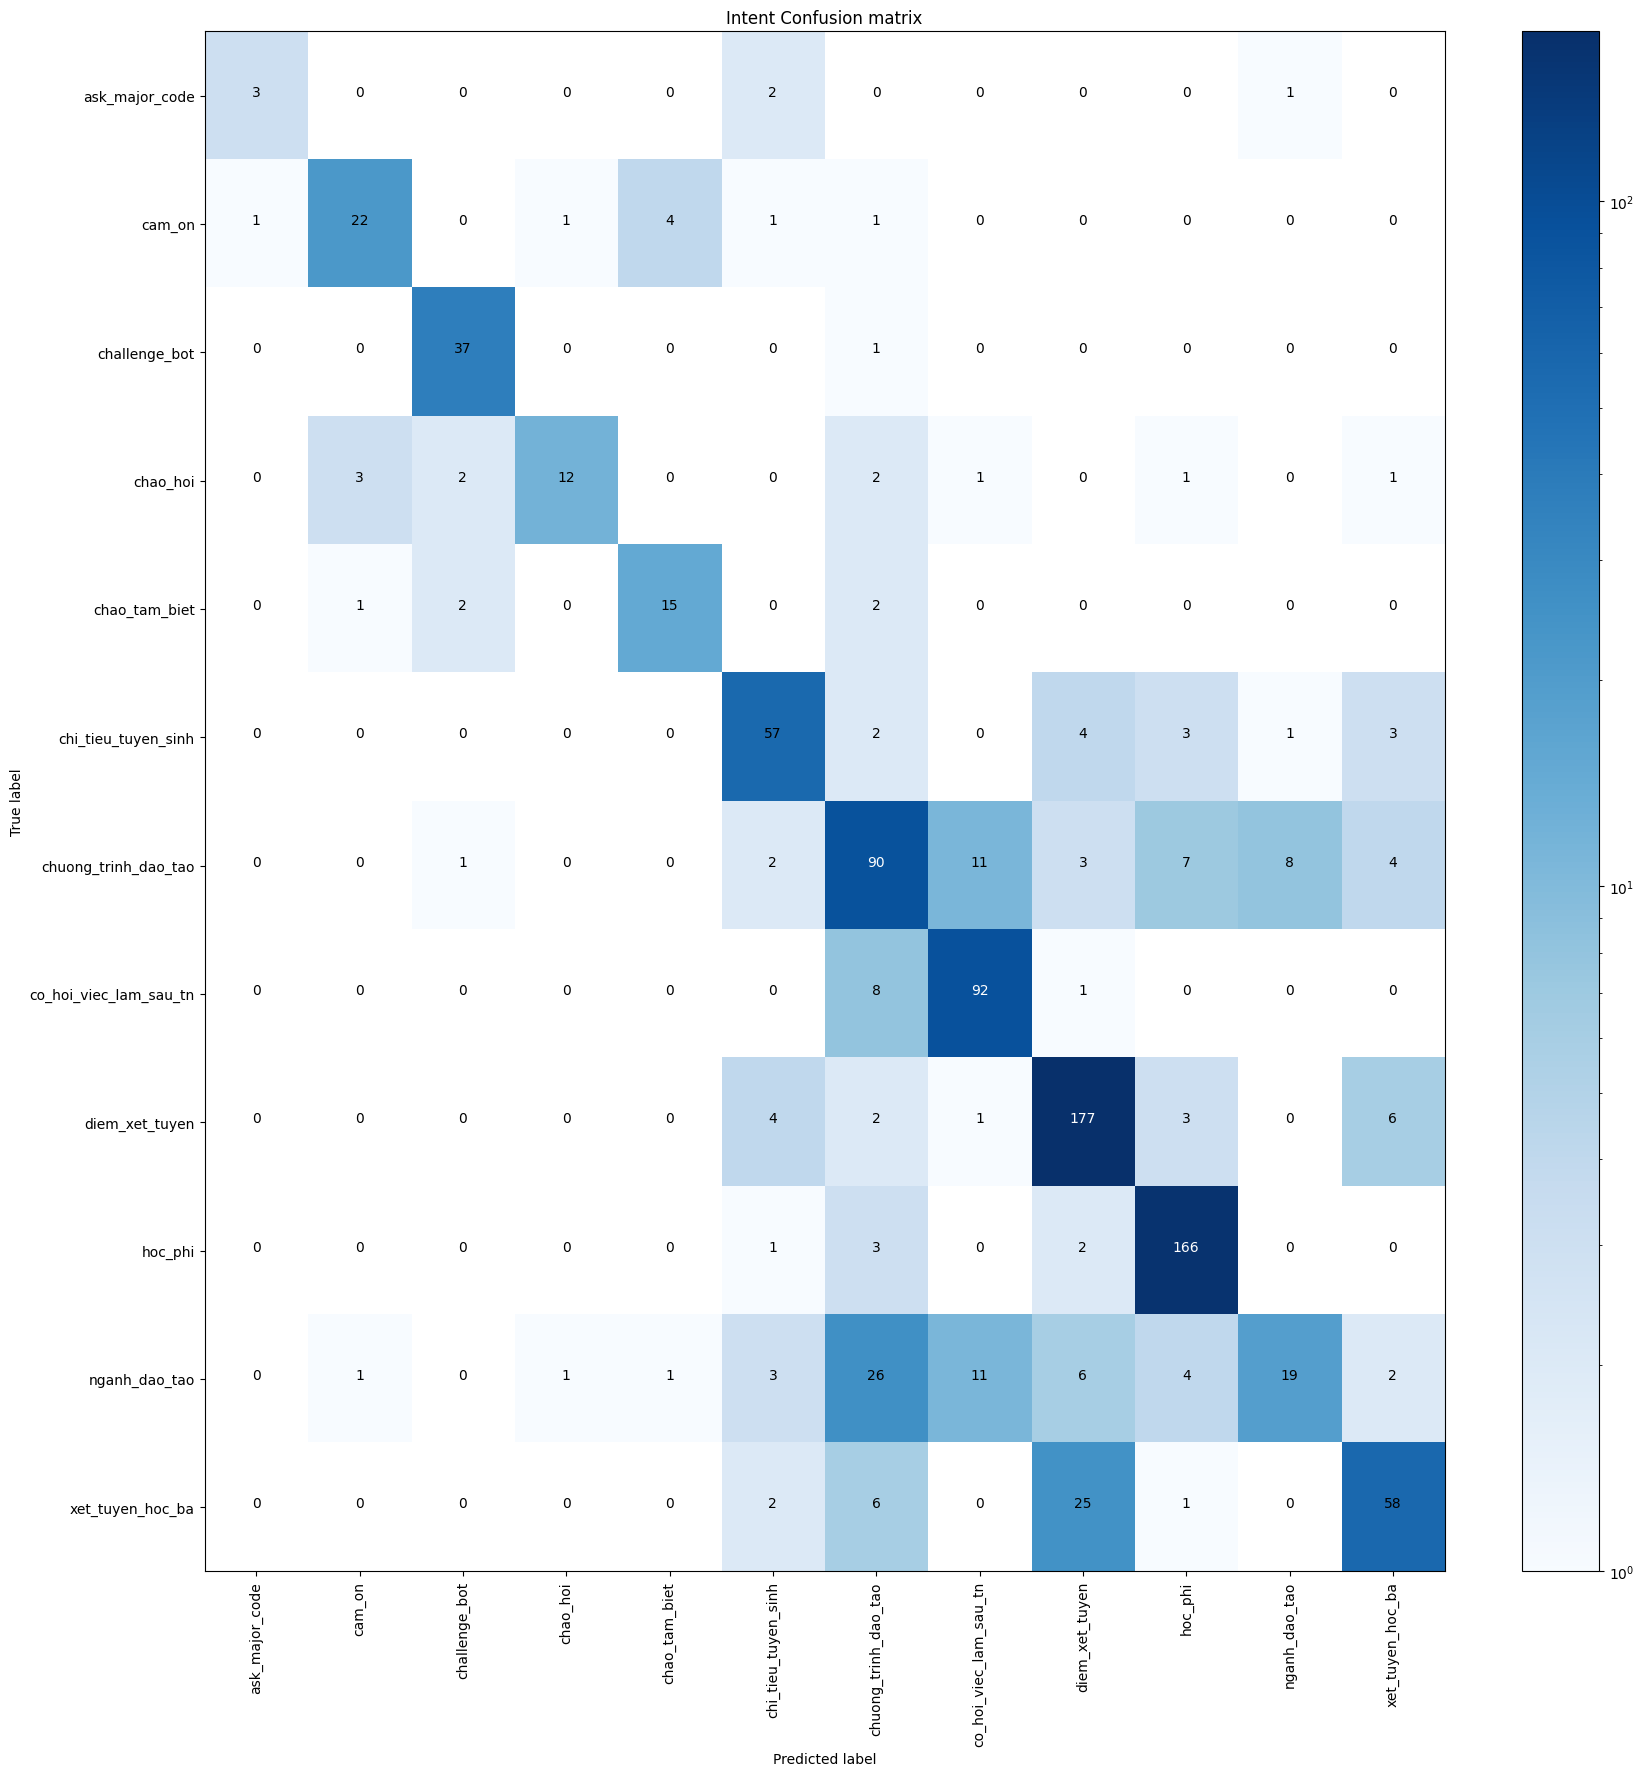 Intent Confusion matrix
ask_major_code 3 0 0 0 0 2 0 0 0 0 1 0
cam_on 1 22 0 1 4 1 1 0 0 0 0 0
challenge_bot 0 0 37 0 0 0 1 0 0 0 0 0
chao_hoi 0 3 2 12 0 0 2 1 0 1 0 1
chao_tam_biet 0 1 2 0 15 0 2 0 0 0 0 0
chi_tieu_tuyen_sinh 0 0 0 0 0 57 2 0 4 3 1 3
chuong_trinh_dao_tao 0 0 1 0 0 2 90 11 3 7 8 4
co_hoi_viec_lam_sau_tn 0 0 0 0 0 0 8 92 1 0 0 0
diem_xet_tuyen 0 0 0 0 0 4 2 1 177 3 0 6
hoc_phi 0 0 0 0 0 1 3 0 2 166 0 0
nganh_dao_tao 0 1 0 1 1 3 26 11 6 4 19 2
xet_tuyen_hoc_ba 0 0 0 0 0 2 6 0 25 1 0 58
True label
ask_major_code
cam_on
challenge_bot
chao_hoi
chao_tam_biet
chi_tieu_tuyen_sinh
chuong_trinh_dao_tao
co_hoi_viec_lam_sau_tn
diem_xet_tuyen
hoc_phi
nganh_dao_tao
xet_tuyen_hoc_ba
Predicted label
10²
10¹
10⁰